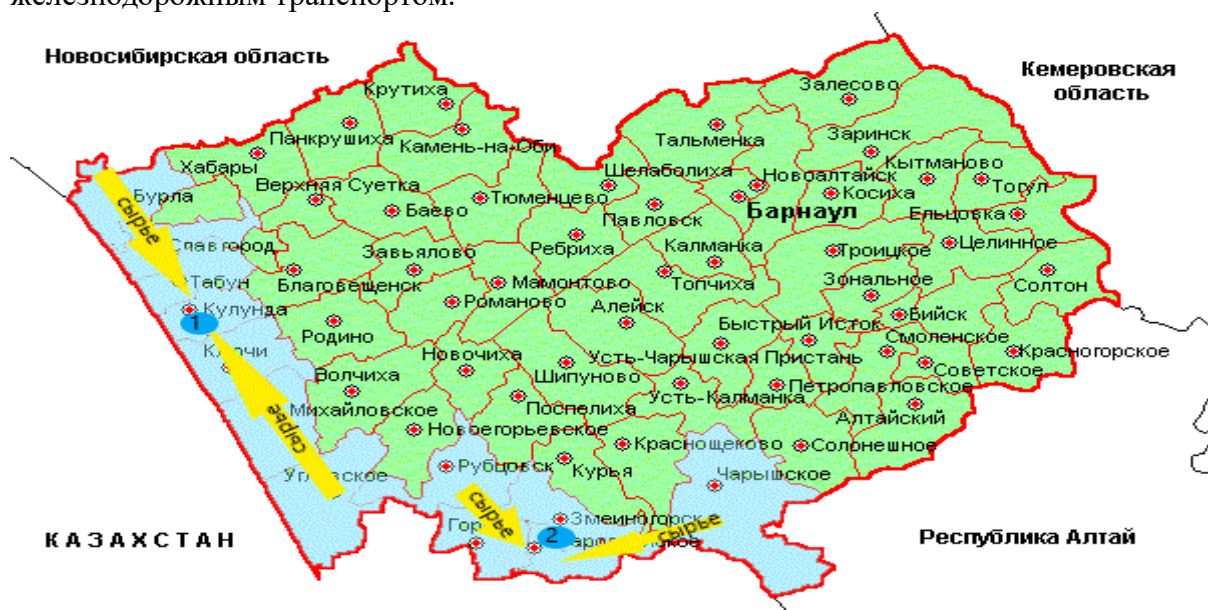 железнодорожным транспортом.
Новосибирская область
Кемеровская
область
Залесово
Крутиха
Панкрушиха
Камень-на-Оби
Тальменка
Заринск
Хабары
Шелаболиха
Новоалтайск
Кытманово
Верхняя Суетка
Тюменцево
Косиха
Тогул
Бурла
Баево
Павловск
Барнаул
Ельцовка
сырье
Славгород
Завьялово
Ребриха
Калманка
Троицкое
Целинное
Табун
Благовещенск
Мамонтово
Топчиха
Зональное
Солтон
Кулунда
Романово
Алейск
Бийск
1
Родино
Быстрый Исток
Смоленское
Ключи
Новочиха
Усть-Чарышская Пристань
Красногорское
Волчиха
Шипуново
Советское
Усть-Калманка
Петропавловское
Михайловское
Поспелиха
Алтайский
сырье
Новоегорьевское
Краснощеково
Солонешное
Рубцовск
Курья
Чарышское
сырье
Гор
2
сырье
КАЗАХСТАН
Республика Алтай